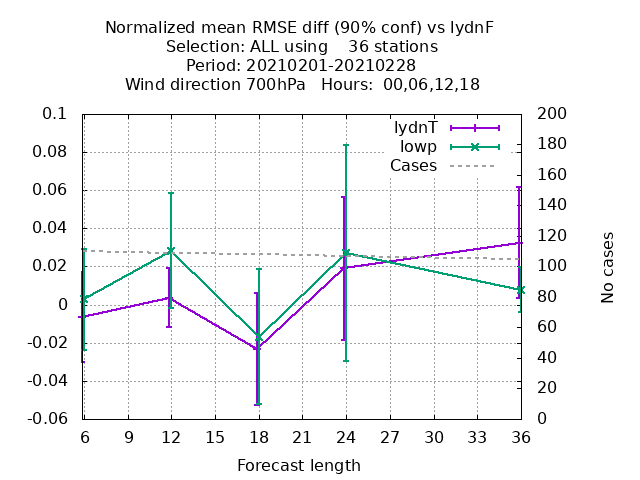 Normalized mean RMSE diff (90% conf) vs lydnF
Selection: ALL using    36 stations
Period: 20210201-20210228
Wind direction 700hPa   Hours:  00,06,12,18
0.1
0.08
0.06
0.04
0.02
0
-0.02
-0.04
-0.06
200
180
160
140
120
100
80
60
40
20
0
lydnT
lowp
Cases
No cases
6 9 12 15 18 21 24 27 30 33 36
Forecast length